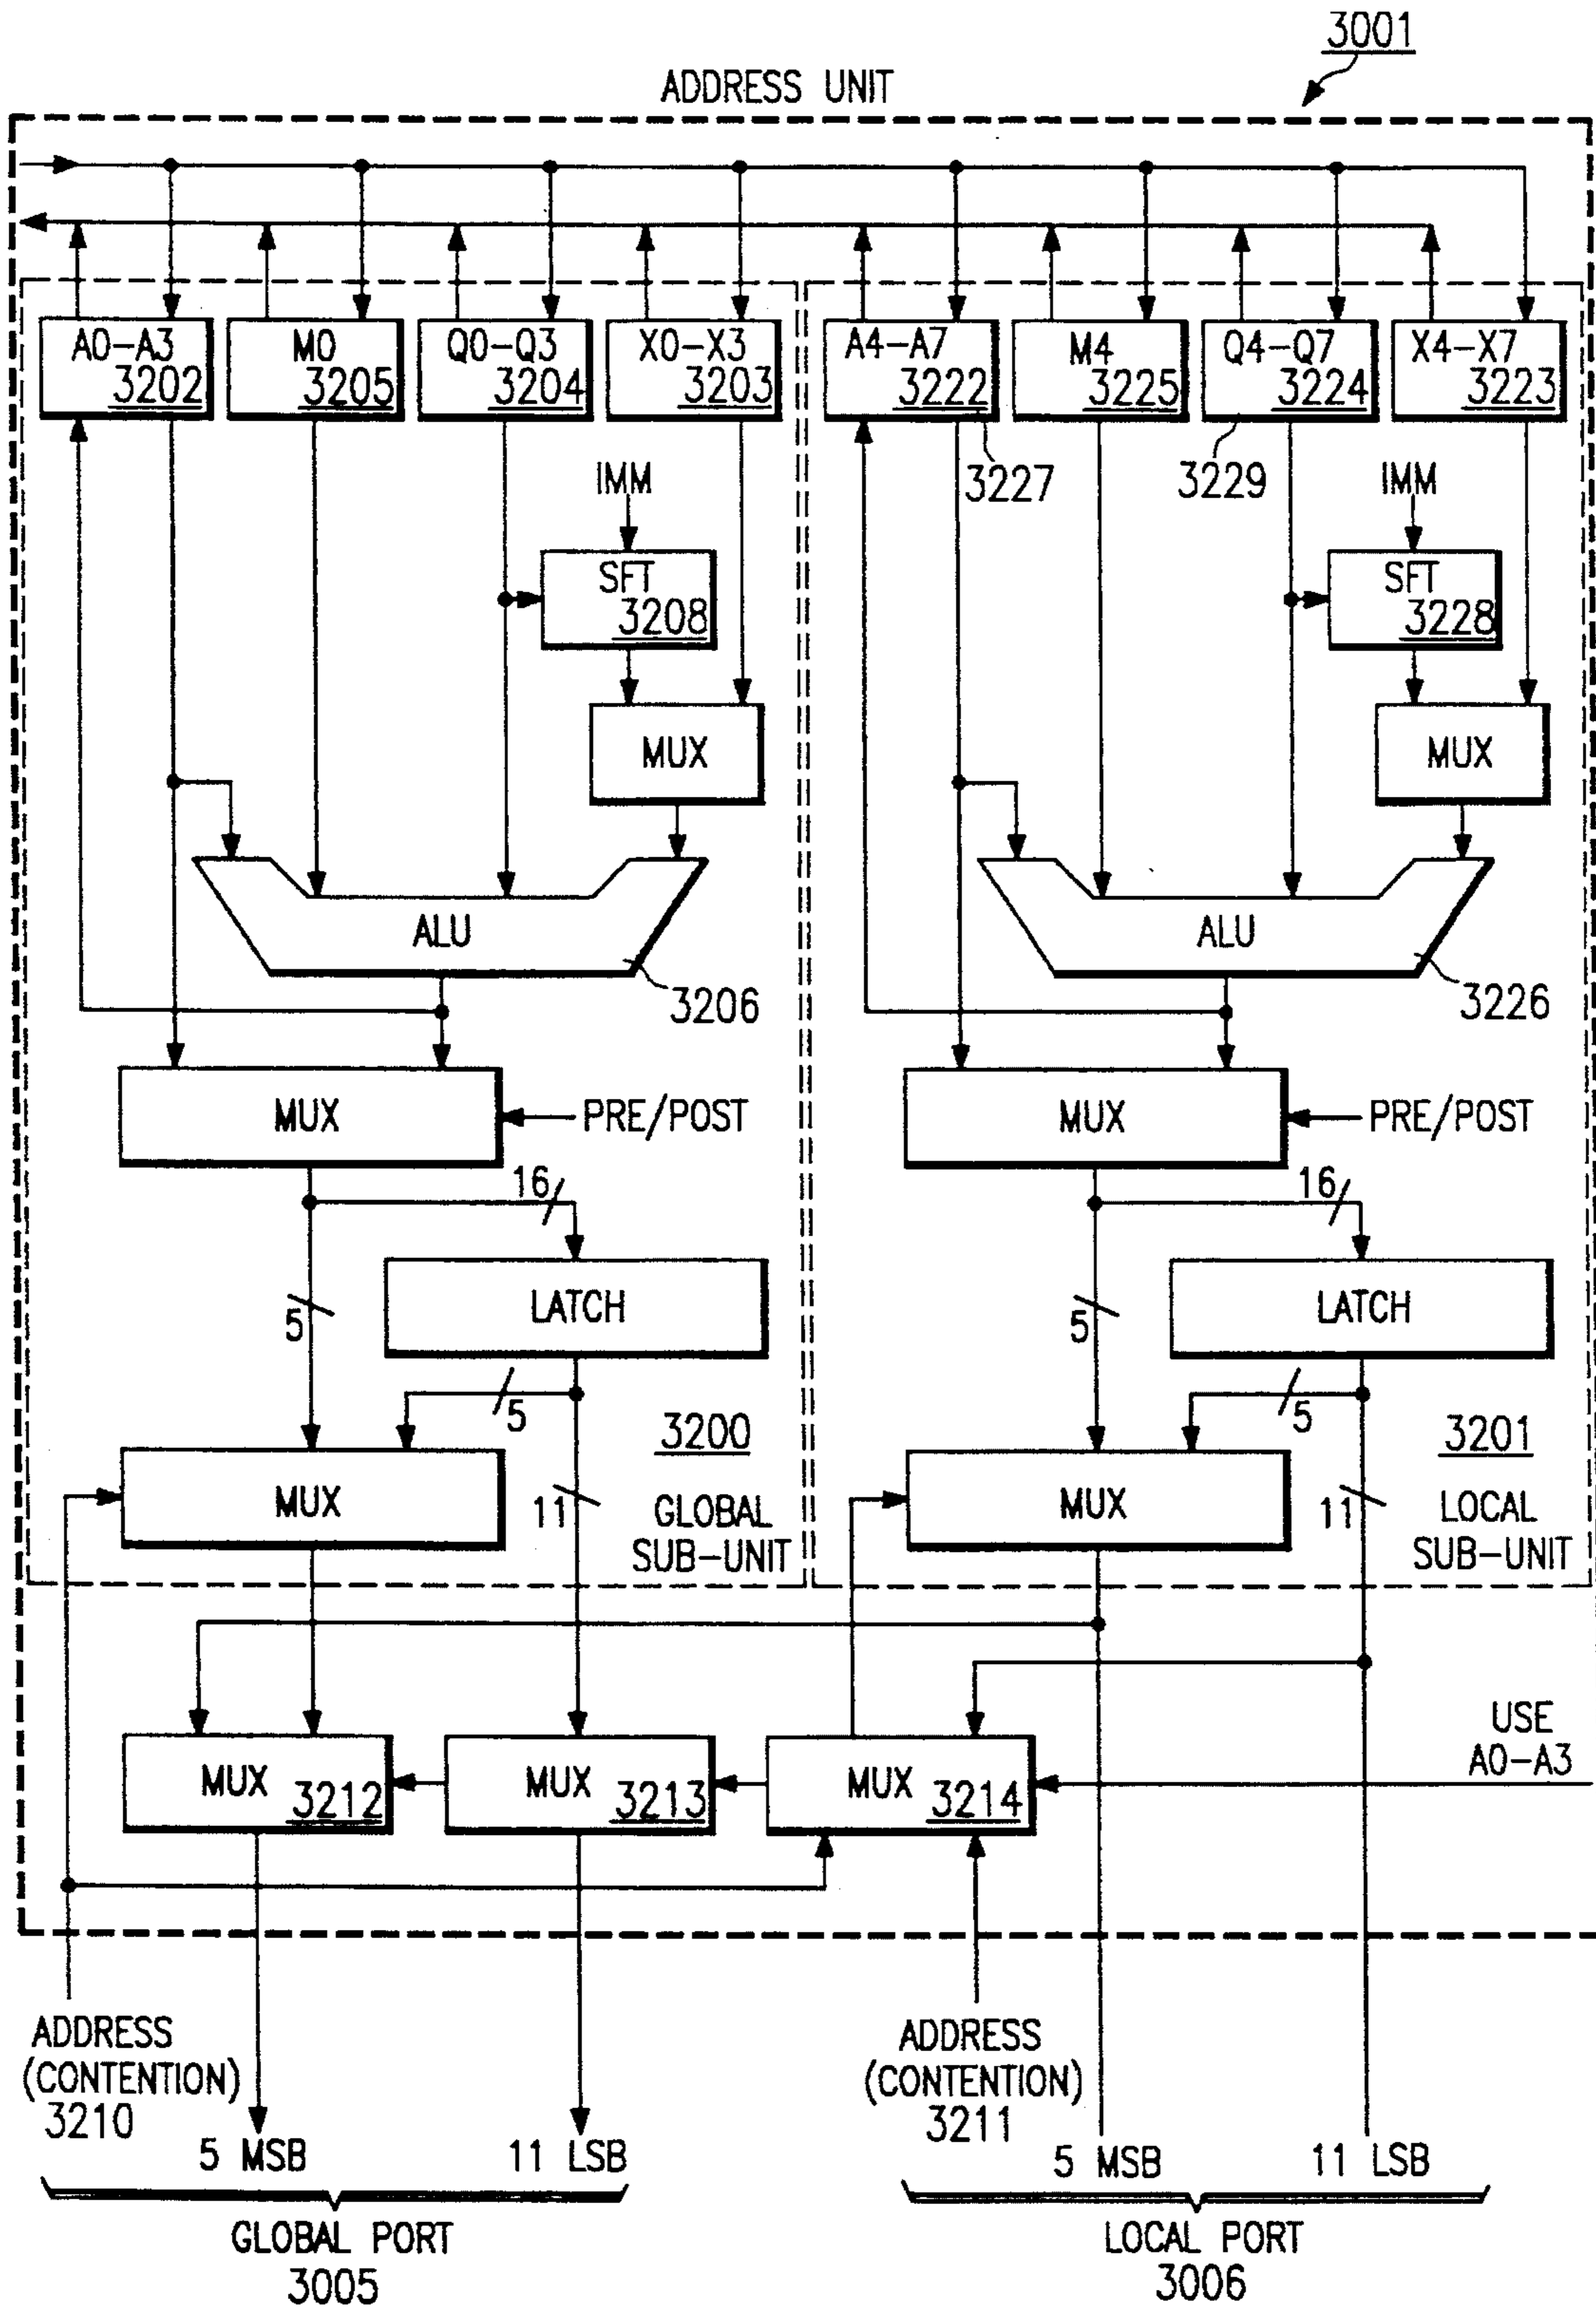 3001
ADDRESS UNIT
A0-A3
3202
M0
3205
Q0-Q3
3204
X0-X3
3203
A4-A7
3222
M4
3225
Q4-Q7
3224
X4-X7
3223
3227
3229
IMM
IMM
SFT
3208
SFT
3228
MUX
MUX
ALU
ALU
3206
3226
MUX
PRE/POST
MUX
PRE/POST
16
16
LATCH
LATCH
5
5
5
5
3200
3201
MUX
11
GLOBAL
SUB-UNIT
MUX
11
LOCAL
SUB-UNIT
USE
A0-A3
MUX
3212
MUX
3213
MUX
3214
ADDRESS
(CONTENTION)
3210
ADDRESS
(CONTENTION)
3211
5 MSB
11 LSB
5 MSB
11 LSB
GLOBAL PORT
3005
LOCAL PORT
3006